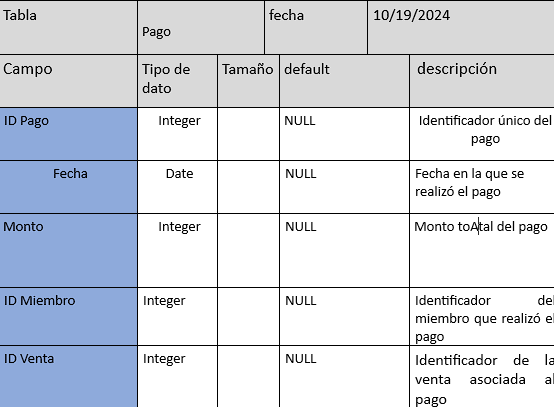 Tabla Pago fecha 10/19/2024
Campo Tipo de dato Tamaño default descripción
ID Pago Integer NULL Identificador único del pago
Fecha Date NULL Fecha en la que se realizó el pago
Monto Integer NULL Monto toAtal del pago
ID Miembro Integer NULL Identificador del miembro que realizó el pago
ID Venta Integer NULL Identificador de la venta asociada al pago